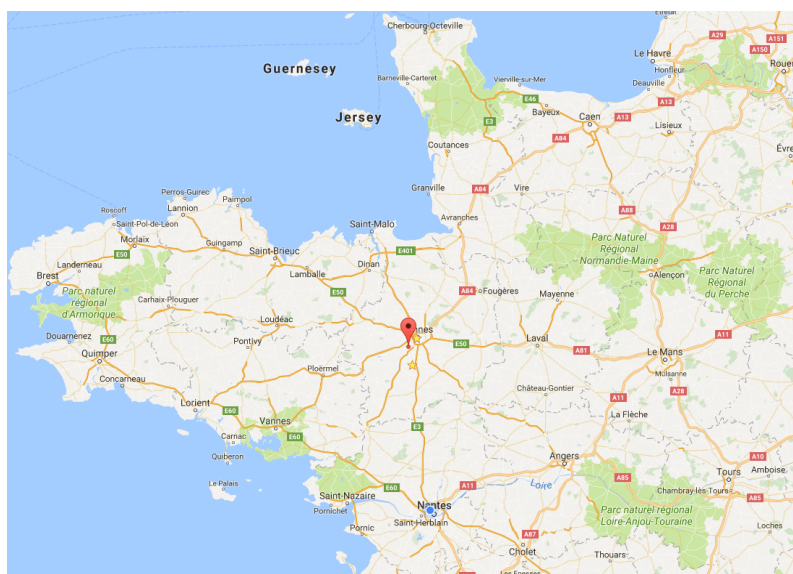 Étretat
Cherbourg-Octeville
A29
A151
Le Havre
A150
Guernesey
Honfleur
Rouen
Barneville-Carteret
Vierville-sur-Mer
Deauville
E46
A13
Bayeux
Caen
A13
Jersey
E3
Lisieux
A84
Coutances
Évre
Granville
A84
Vire
Perros-Guirec
Paimpol
Roscoff
Lannion
A88
Avranches
Saint-Pol-de-Léon
Saint-Malo
A28
Morlaix
Guingamp
Parc Naturel
Régional
Normandie-Maine
E50
Saint-Brieuc
E401
Landerneau
Dinan
Parc Naturel
Régional
du Perche
Brest
Lamballe
Alençon
Parc naturel
régional
d'Armorique
E50
A84
Fougères
Mayenne
Carhaix-Plouguer
Loudéac
nnes
Douarnenez
E60
Pontivy
E50
Laval
A11
Quimper
A81
Le Mans
Ploërmel
Mulsanne
Concarneau
Château-Gontier
A28
A11
Lorient
E60
La Flèche
Vannes
E3
Carnac
E60
Quiberon
Angers
A10
Tours
Amboise
A85
Le Palais
E60
A11
Loire
Chambray-lès-Tours
A85
Saint-Nazaire
Pornichet
Nantes
Parc naturel régional
Loire-Anjou-Touraine
Saint-Herblain
Pornic
A87
Loches
Cholet
Thouars
Les Essarts